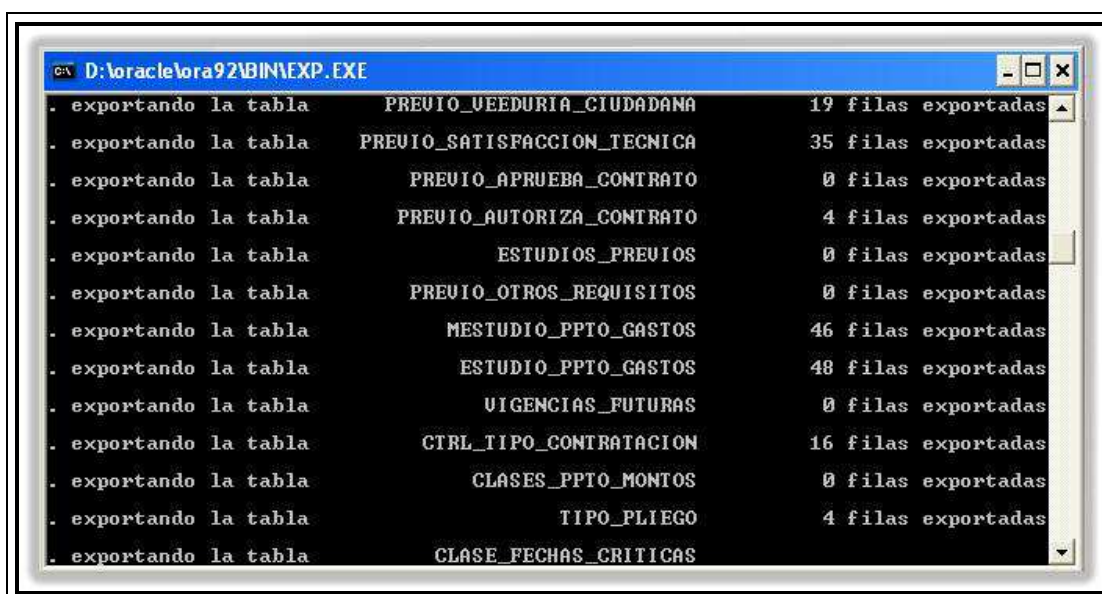 D:\oracle\ora92\BIN\EXP.EXE
. exportando la tabla PREVIO_VEEDURIA_CIUDADANA 19 filas exportadas
. exportando la tabla PREVIO_SATISFACCION_TECNICA 35 filas exportadas
. exportando la tabla PREVIO_APRUEBA_CONTRATO 0 filas exportadas
. exportando la tabla PREVIO_AUTORIZA_CONTRATO 4 filas exportadas
. exportando la tabla ESTUDIOS_PREVIOS 0 filas exportadas
. exportando la tabla PREVIO_OTROS_REQUISITOS 0 filas exportadas
. exportando la tabla MESTUDIO_PPTO_GASTOS 46 filas exportadas
. exportando la tabla ESTUDIO_PPTO_GASTOS 48 filas exportadas
. exportando la tabla VIGENCIAS_FUTURAS 0 filas exportadas
. exportando la tabla CTRL_TIPO_CONTRATACION 16 filas exportadas
. exportando la tabla CLASES_PPTO_MONTOS 0 filas exportadas
. exportando la tabla TIPO_PLIEGO 4 filas exportadas
. exportando la tabla CLASE_FECHAS_CRITICAS